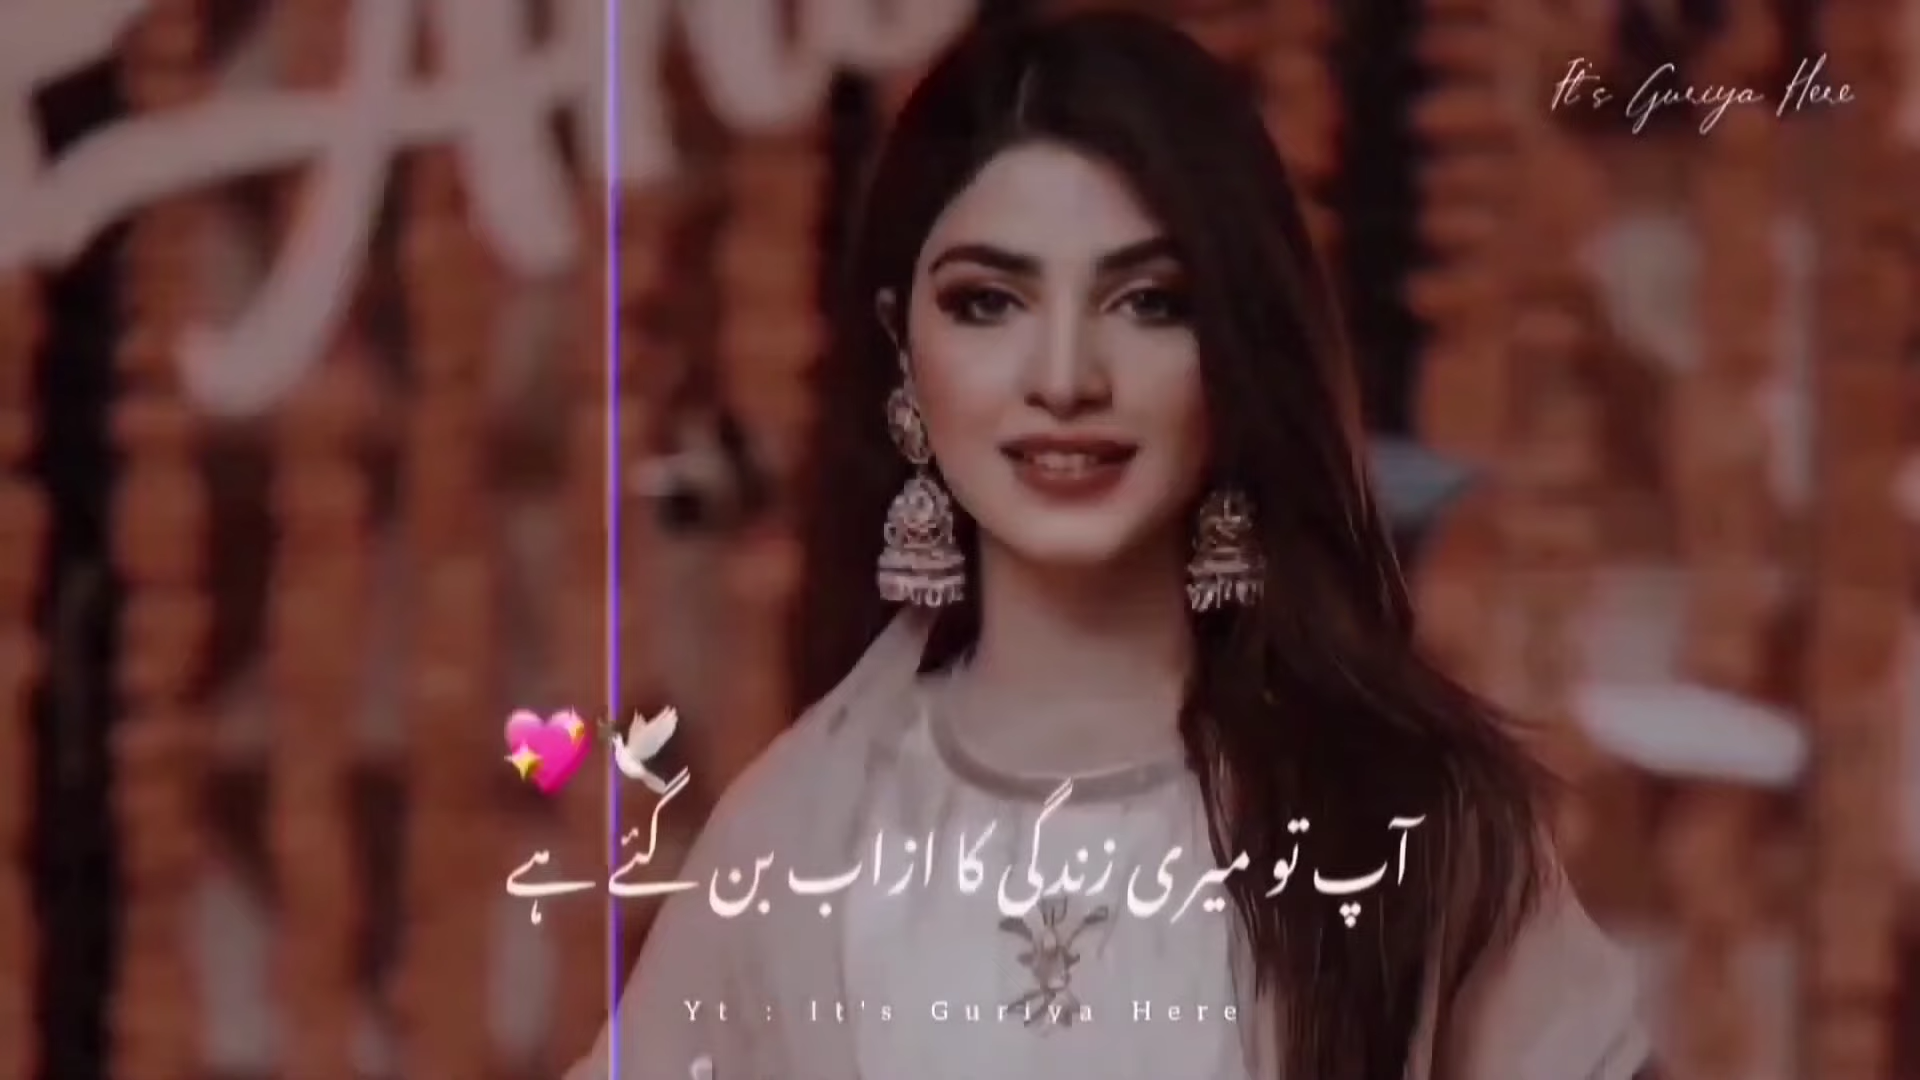 It's Guriya Here
آپ تو میری زندگی کا ازاب بن گئے ہے
Yt : It's Guriya Here